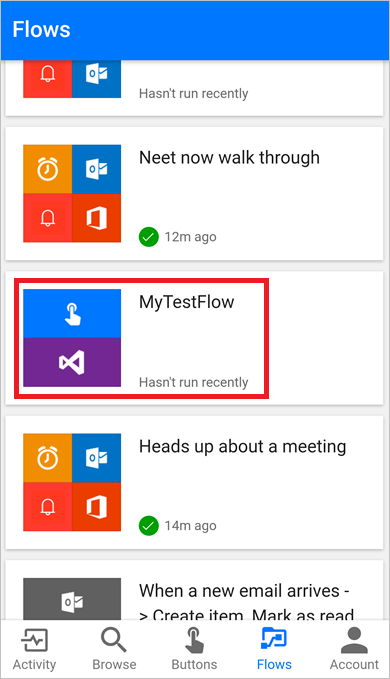 Flows
Hasn't run recently
Neet now walk through
12m ago
MyTestFlow
Hasn't run recently
Heads up about a meeting
14m ago
When a new email arrives -
> Create item, Mark as read
Activity
Browse
Buttons
Flows
Account